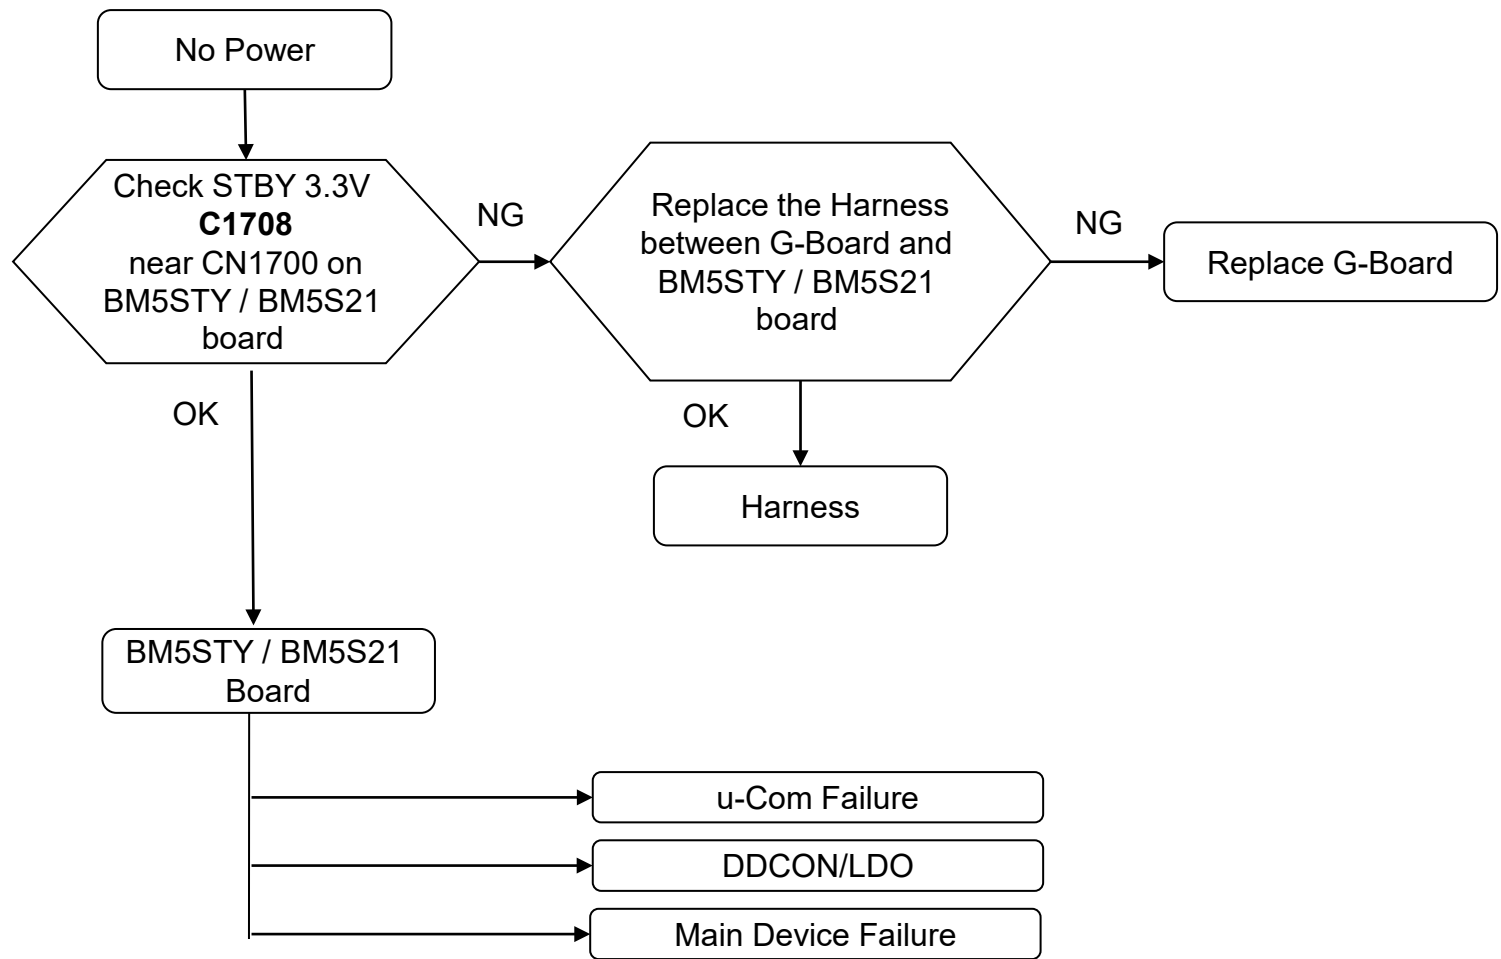 No Power
Check STBY 3.3V
C1708
near CN1700 on
BM5STY / BM5S21
board
NG
Replace the Harness
between G-Board and
BM5STY / BM5S21
board
NG
Replace G-Board
OK
OK
Harness
BM5STY / BM5S21
Board
u-Com Failure
DDCON/LDO
Main Device Failure